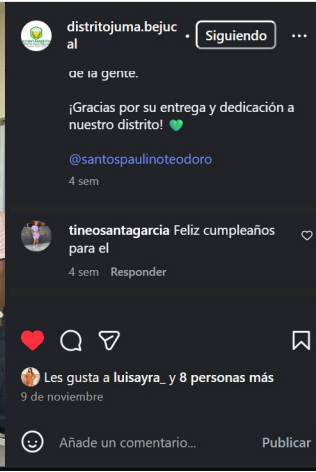 distritojuma.bejuc
al
• Siguiendo
de la gente.
¡Gracias por su entrega y dedicación a
nuestro distrito! 💚
@santospaulinoteodoro
4 sem
tineosantagarcia Feliz cumpleaños
para el
4 sem Responder
Les gusta a luisayra_ y 8 personas más
9 de noviembre
Añade un comentario...
Publicar